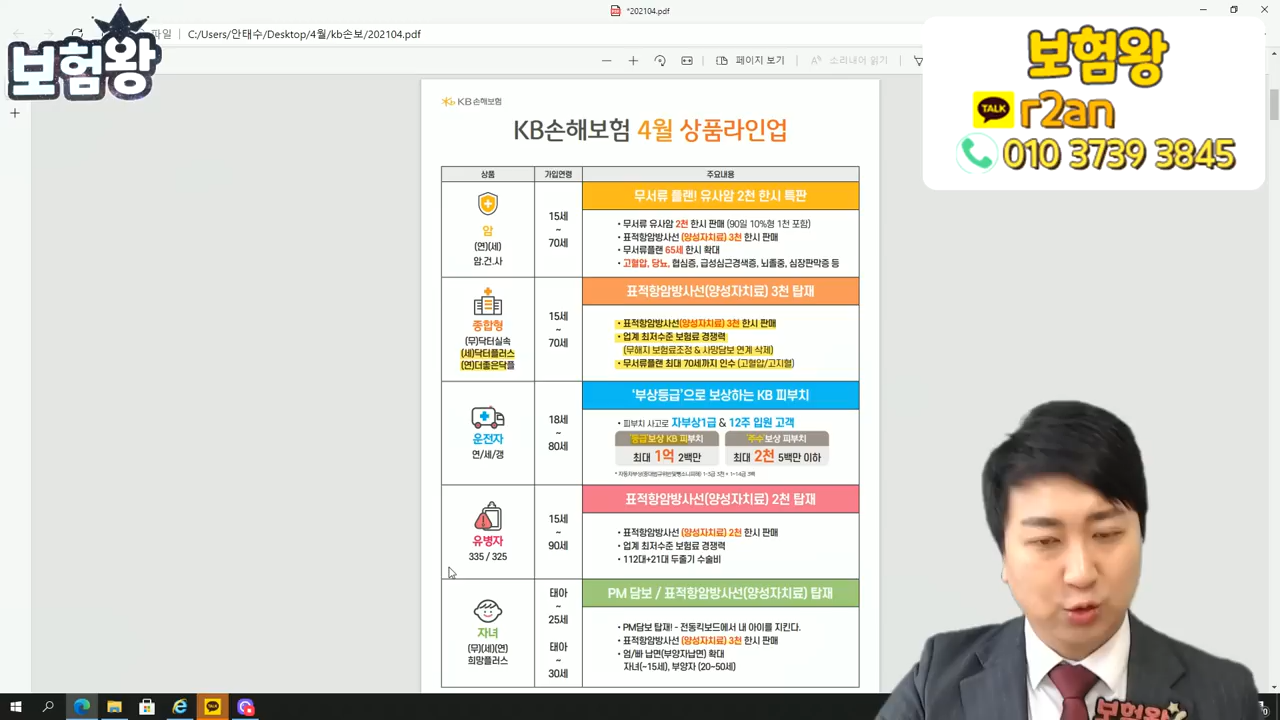 *202104.pdf
파일
C:/Users/안태수/Desktop/4월/kb손보/202104.pdf
페이지 보기
소리내어 읽기
보험왕
보험왕
TALK r2an
010 3739 3845
KB손해보험
KB손해보험 4월 상품라인업
상품 가입연령 주요내용
암
(연)(세)
암.건.사
15세
~
70세
무서류 플랜! 유사암 2천 한시 특판
• 무서류 유사암 2천 한시 판매 (90일 10%형 1천 포함)
• 표적항암방사선 (양성자치료) 3천 한시 판매
• 무서류플랜 65세 한시 확대
• 고혈압, 당뇨, 협심증, 급성심근경색증, 뇌졸중, 심장판막증 등
종합형
(무)닥터실속
(세)닥터플러스
(연)더좋은닥플
15세
~
70세
표적항암방사선(양성자치료) 3천 탑재
• 표적항암방사선(양성자치료) 3천 한시 판매
• 업계 최저수준 보험료 경쟁력
(무해지 보험료조정 & 사망담보 연계 삭제)
• 무서류플랜 최대 70세까지 인수 (고혈압/고지혈)
운전자
연/세/갱
18세
~
80세
'부상등급'으로 보상하는 KB 피부치
• 피부치 사고로 자부상1급 & 12주 입원 고객
'등급'보상 KB 피부치
최대 1억 2백만
'주수'보상 피부치
최대 2천 5백만 이하
유병자
335 / 325
15세
~
90세
표적항암방사선(양성자치료) 2천 탑재
• 표적항암방사선 (양성자치료) 2천 한시 판매
• 업계 최저수준 보험료 경쟁력
• 112대+21대 두줄기 수술비
자녀
(무)(세)(연)
희망플러스
태아
~
25세
태아
~
30세
PM 담보 / 표적항암방사선(양성자치료) 탑재
• PM담보 탑재! - 전동킥보드에서 내 아이를 지킨다.
• 표적항암방사선 (양성자치료) 3천 한시 판매
• 엄/빠 납면(부양자납면) 확대
자녀(~15세), 부양자 (20~50세)
TALK
보험왕